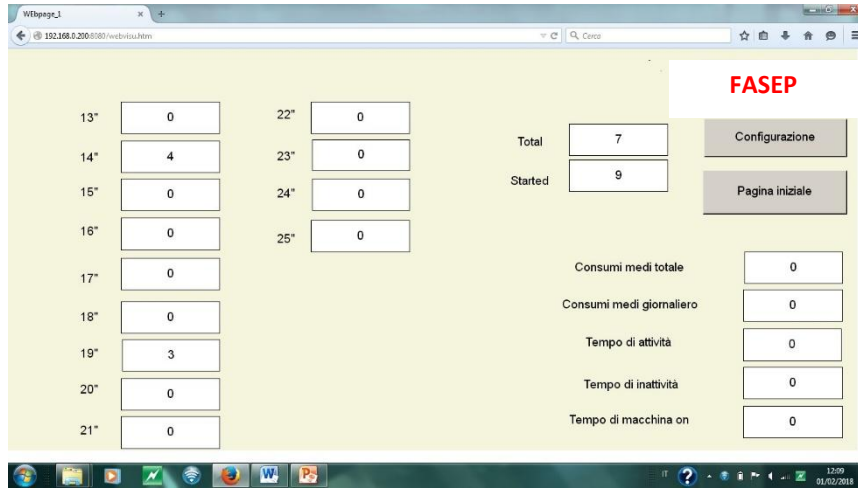 WEbpage_1
192.168.0.200:8080/webvisu.htm
Cerca
FASEP
13" 0
14" 4
15" 0
16" 0
17" 0
18" 0
19" 3
20" 0
21" 0
22" 0
23" 0
24" 0
25" 0
Total 7
Started 9
Configurazione
Pagina iniziale
Consumi medi totale 0
Consumi medi giornaliero 0
Tempo di attività 0
Tempo di inattività 0
Tempo di macchina on 0
IT
12:09
01/02/2018